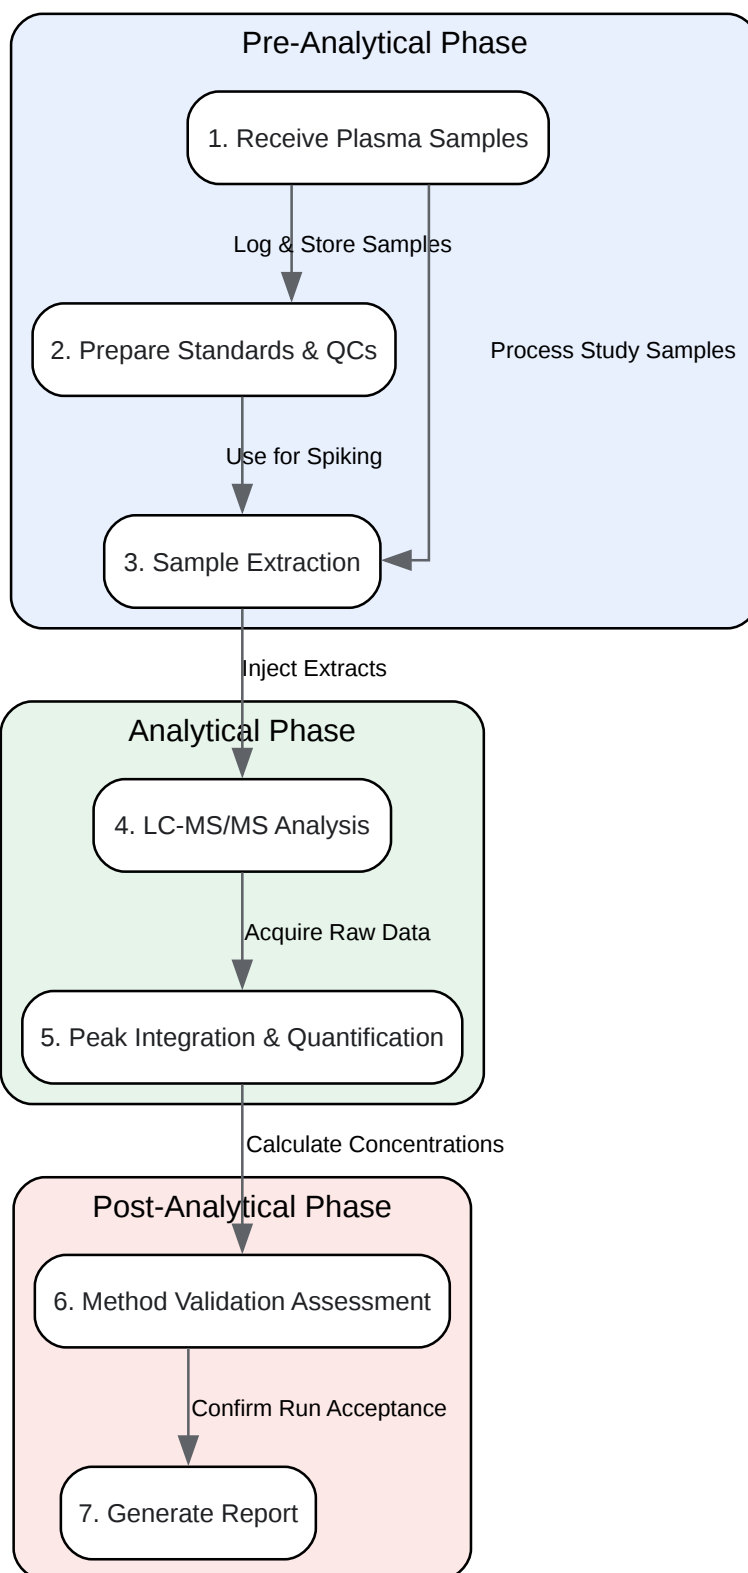 Pre-Analytical Phase
1. Receive Plasma Samples
Log & Store Samples
2. Prepare Standards & QCs
Process Study Samples
Use for Spiking
3. Sample Extraction
Inject Extracts
Analytical Phase
4. LC-MS/MS Analysis
Acquire Raw Data
5. Peak Integration & Quantification
Calculate Concentrations
Post-Analytical Phase
6. Method Validation Assessment
Confirm Run Acceptance
7. Generate Report